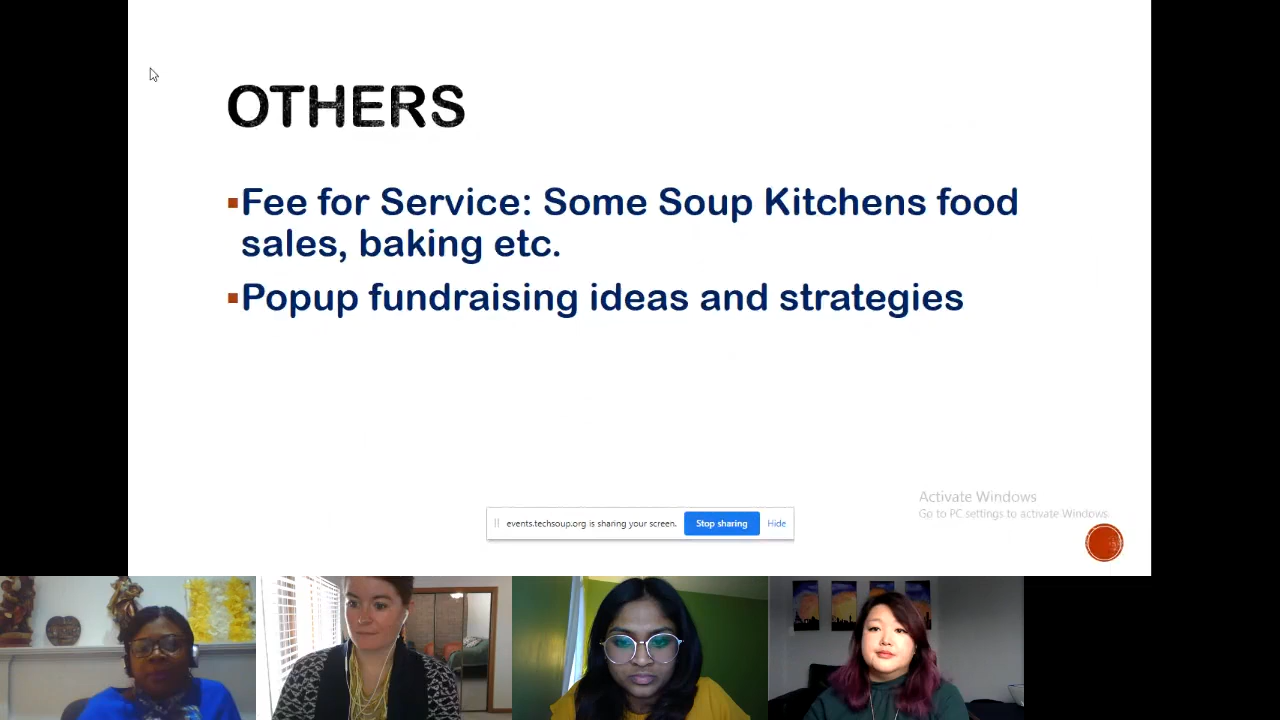 OTHERS
▪Fee for Service: Some Soup Kitchens food
sales, baking etc.
▪Popup fundraising ideas and strategies
Activate Windows
Go to PC settings to activate Windows.
events.techsoup.org is sharing your screen. Stop sharing Hide